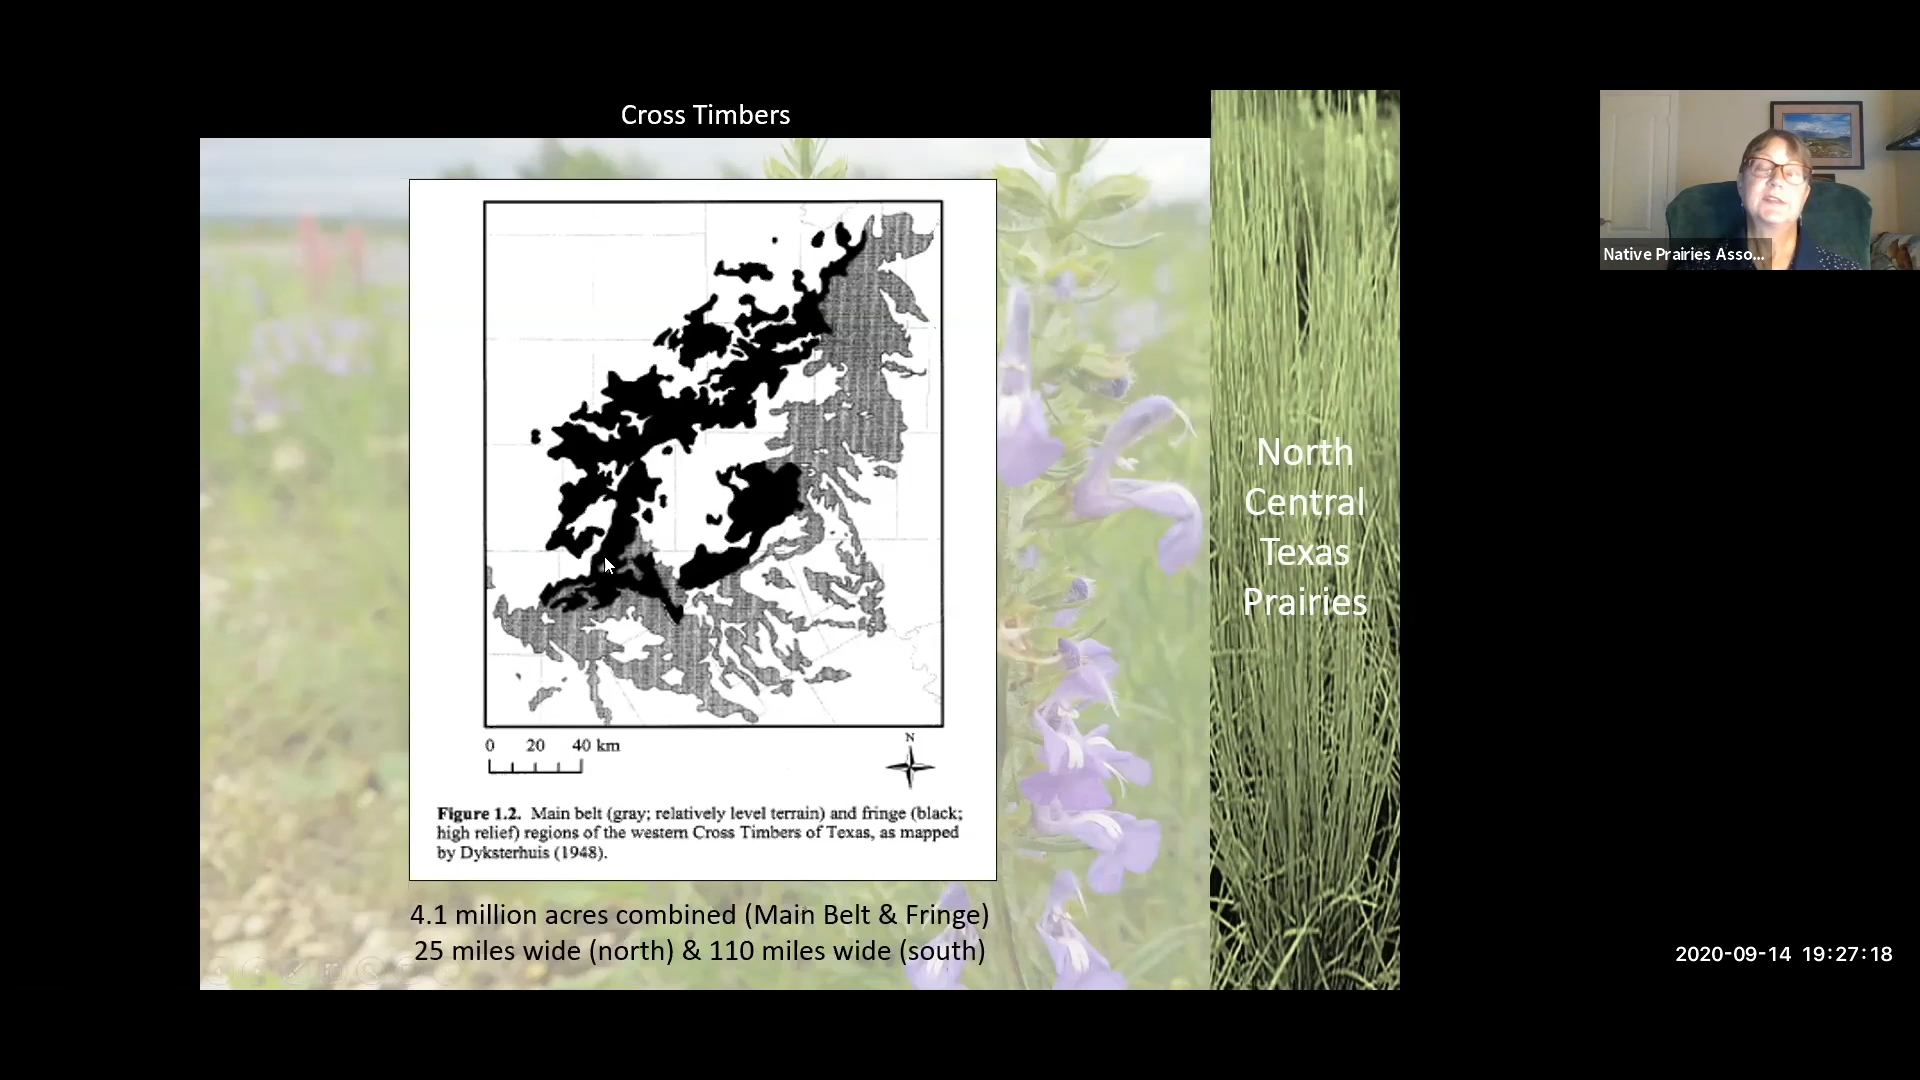 Cross Timbers
0 20 40 km
N
Figure 1.2. Main belt (gray; relatively level terrain) and fringe (black;
high relief) regions of the western Cross Timbers of Texas, as mapped
by Dyksterhuis (1948).
4.1 million acres combined (Main Belt & Fringe)
25 miles wide (north) & 110 miles wide (south)
North
Central
Texas
Prairies
Native Prairies Asso...
2020-09-14 19:27:18